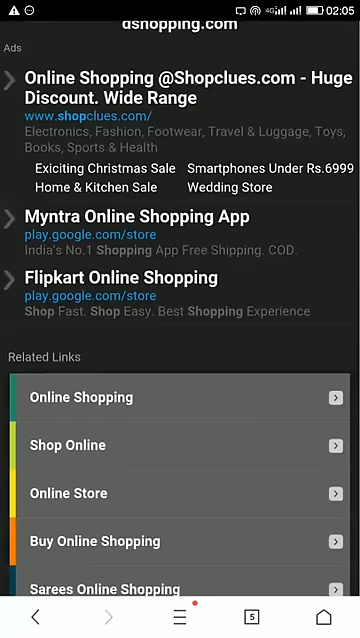 4G 02:05
dshopping.com
Ads
Online Shopping @Shopclues.com - Huge
Discount. Wide Range
www.shopclues.com/
Electronics, Fashion, Footwear, Travel & Luggage, Toys,
Books, Sports & Health
Exiciting Christmas Sale Smartphones Under Rs.6999
Home & Kitchen Sale Wedding Store
Myntra Online Shopping App
play.google.com/store
India's No.1 Shopping App Free Shipping. COD.
Flipkart Online Shopping
play.google.com/store
Shop Fast. Shop Easy. Best Shopping Experience
Related Links
Online Shopping
Shop Online
Online Store
Buy Online Shopping
Sarees Online Shopping
5